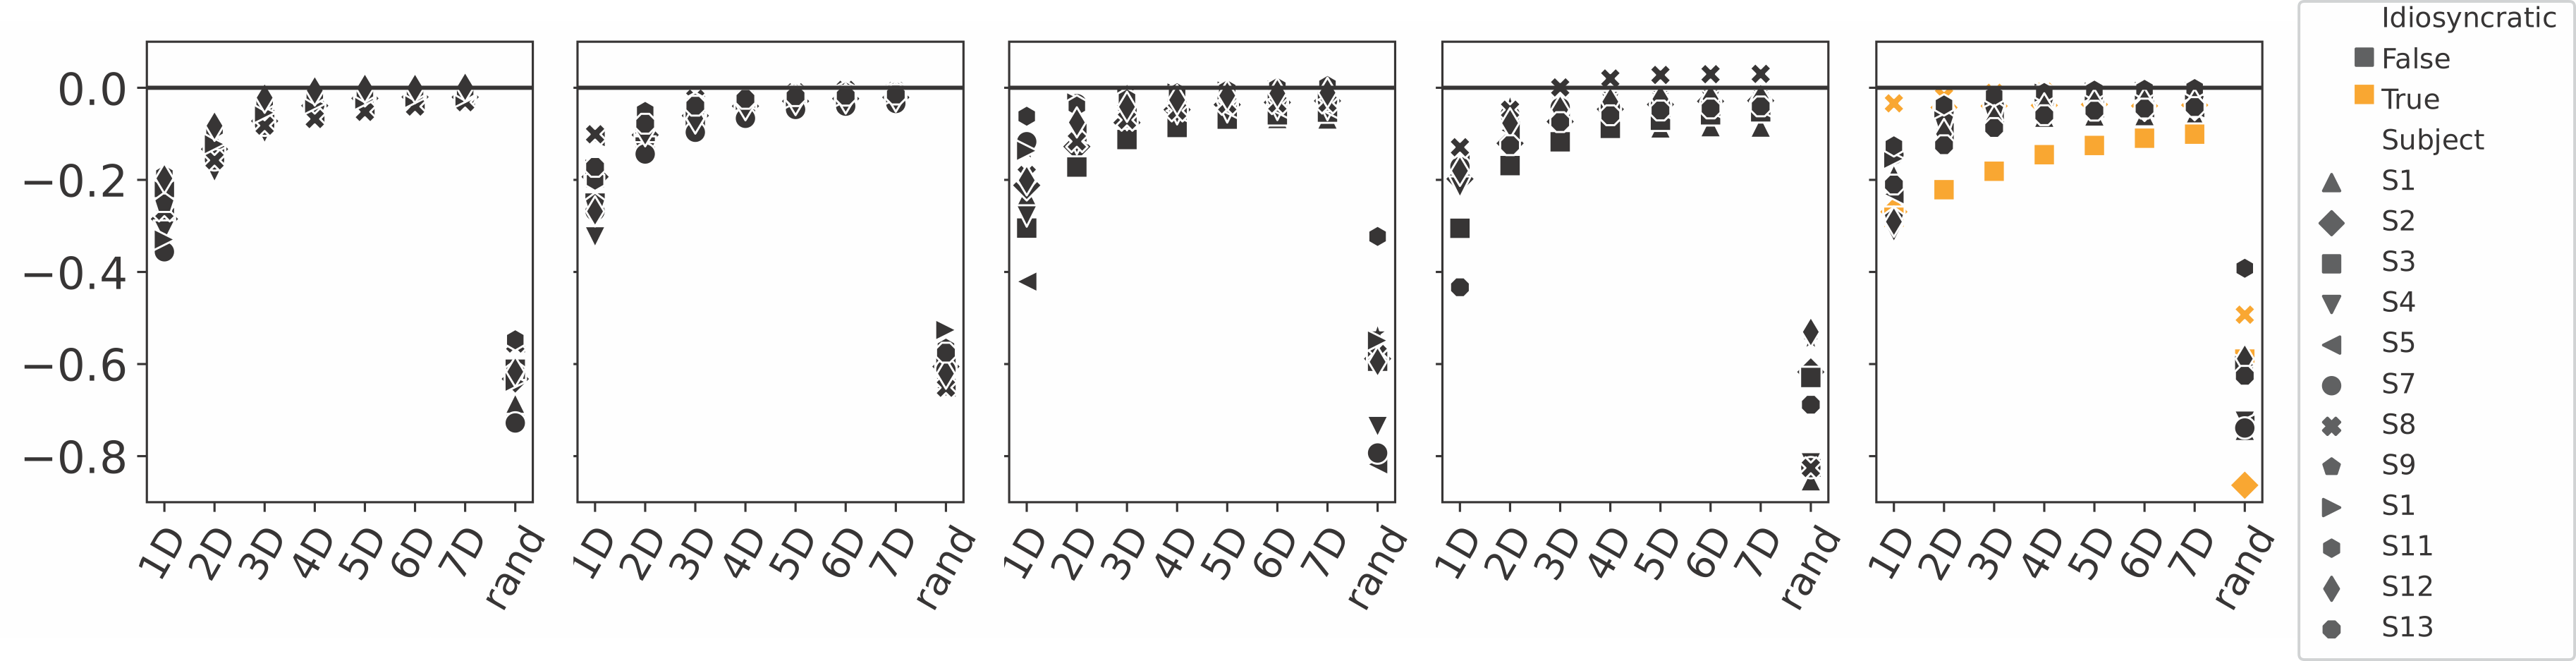 0.0
−0.2
−0.4
−0.6
−0.8
1D 2D 3D 4D 5D 6D 7D rand
1D 2D 3D 4D 5D 6D 7D rand
1D 2D 3D 4D 5D 6D 7D rand
1D 2D 3D 4D 5D 6D 7D rand
1D 2D 3D 4D 5D 6D 7D rand
Idiosyncratic
False
True
Subject
S1
S2
S3
S4
S5
S7
S8
S9
S1
S11
S12
S13